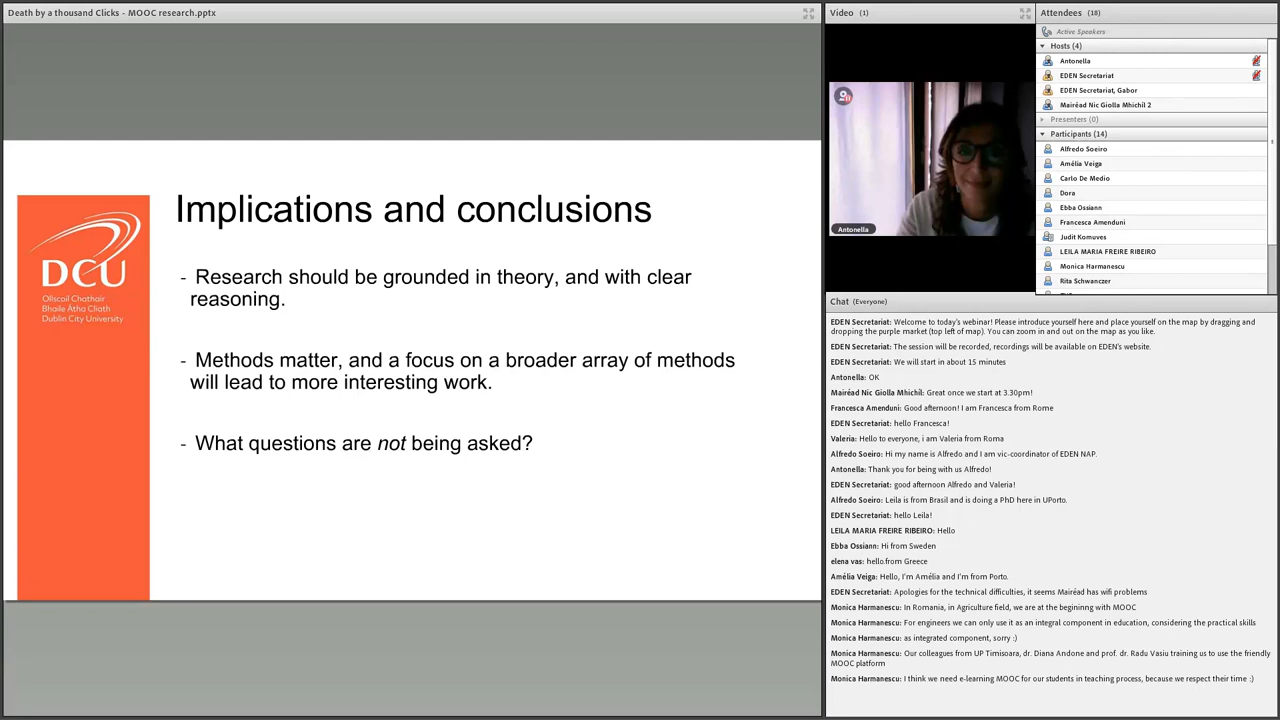 Death by a thousand Clicks - MOOC research.pptx
Implications and conclusions
DCU
Ollscoil Chathair
Bhaile Átha Cliath
Dublin City University
- Research should be grounded in theory, and with clear
reasoning.
- Methods matter, and a focus on a broader array of methods
will lead to more interesting work.
- What questions are not being asked?
Video (1)
Antonella
Attendees (18)
Active Speakers
Hosts (4)
Antonella
EDEN Secretariat
EDEN Secretariat, Gabor
Mairéad Nic Giolla Mhichíl 2
Presenters (0)
Participants (14)
Alfredo Soeiro
Amélia Veiga
Carlo De Medio
Dora
Ebba Ossiann
Francesca Amenduni
Judit Komuves
LEILA MARIA FREIRE RIBEIRO
Monica Harmanescu
Rita Schwanczer
Chat (Everyone)
EDEN Secretariat: Welcome to today's webinar! Please introduce yourself here and place yourself on the map by dragging and
dropping the purple market (top left of map). You can zoom in and out on the map as you like.
EDEN Secretariat: The session will be recorded, recordings will be available on EDEN's website.
EDEN Secretariat: We will start in about 15 minutes
Antonella: OK
Mairéad Nic Giolla Mhichíl: Great once we start at 3.30pm!
Francesca Amenduni: Good afternoon! I am Francesca from Rome
EDEN Secretariat: hello Francesca!
Valeria: Hello to everyone, i am Valeria from Roma
Alfredo Soeiro: Hi my name is Alfredo and I am vic-coordinator of EDEN NAP.
Antonella: Thank you for being with us Alfredo!
EDEN Secretariat: good afternoon Alfredo and Valeria!
Alfredo Soeiro: Leila is from Brasil and is doing a PhD here in UPorto.
EDEN Secretariat: hello Leila!
LEILA MARIA FREIRE RIBEIRO: Hello
Ebba Ossiann: Hi from Sweden
elena vas: hello.from Greece
Amélia Veiga: Hello, I'm Amélia and I'm from Porto.
EDEN Secretariat: Apologies for the technical difficulties, it seems Mairéad has wifi problems
Monica Harmanescu: In Romania, in Agriculture field, we are at the begininng with MOOC
Monica Harmanescu: For engineers we can only use it as an integral component in education, considering the practical skills
Monica Harmanescu: as integrated component, sorry :)
Monica Harmanescu: Our colleagues from UP Timisoara, dr. Diana Andone and prof. dr. Radu Vasiu training us to use the friendly
MOOC platform
Monica Harmanescu: I think we need e-learning MOOC for our students in teaching process, because we respect their time :)